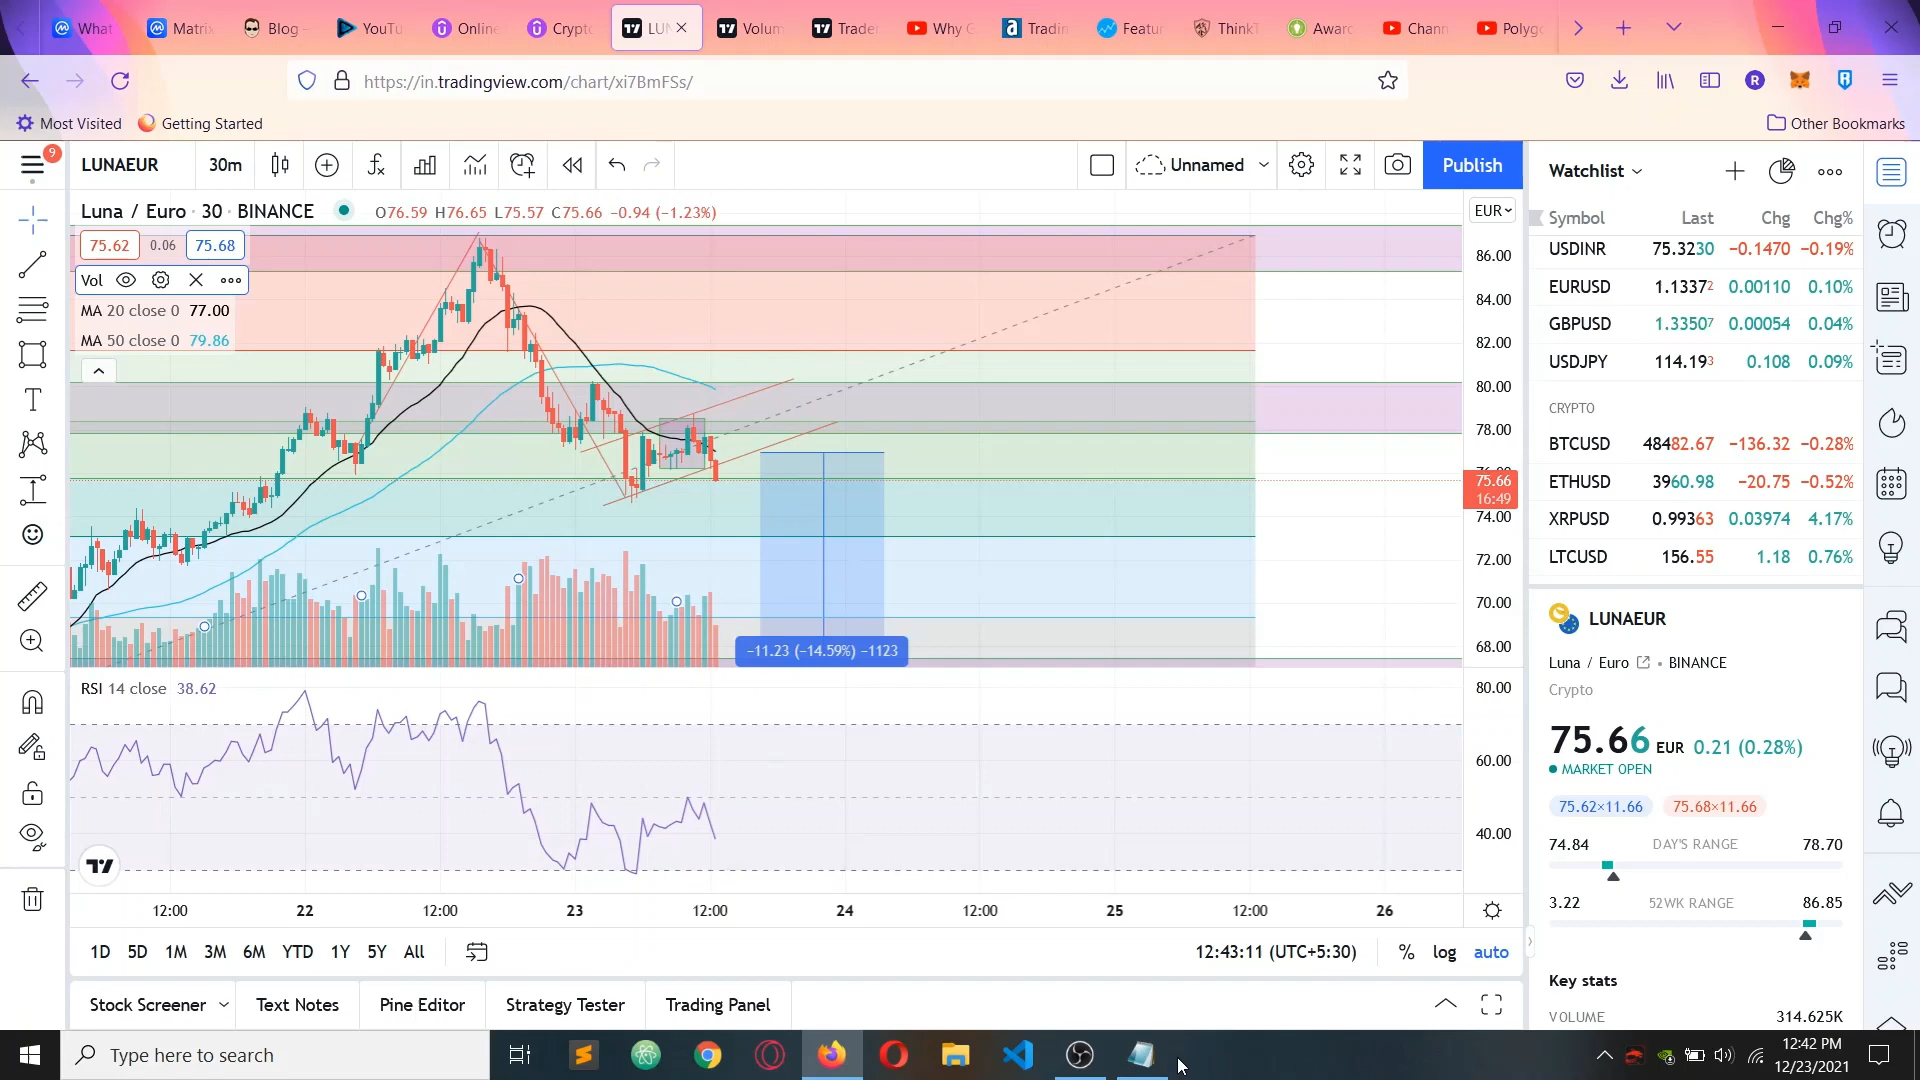 What
Matrix
Blog
YouTu
Online
Crypto
LUN
Volum
Trader
Why G
Tradin
Featur
ThinkT
Awarc
Chann
Polyg
https://in.tradingview.com/chart/xi7BmFSs/
R
Most Visited
Getting Started
Other Bookmarks
9
LUNAEUR
30m
Unnamed
Publish
Luna / Euro · 30 · BINANCE
O76.59 H76.65 L75.57 C75.66 −0.94 (−1.23%)
EUR
75.62
0.06
75.68
Vol
MA 20 close 0 77.00
MA 50 close 0 79.86
86.00
84.00
82.00
80.00
78.00
75.66
16:49
74.00
72.00
70.00
68.00
−11.23 (−14.59%) −1123
RSI 14 close 38.62
80.00
60.00
40.00
12:00
22
12:00
23
12:00
24
12:00
25
12:00
26
1D
5D
1M
3M
6M
YTD
1Y
5Y
All
12:43:11 (UTC+5:30)
%
log
auto
Stock Screener
Text Notes
Pine Editor
Strategy Tester
Trading Panel
Watchlist
Symbol Last Chg Chg%
USDINR 75.3230 −0.1470 −0.19%
EURUSD 1.13372 0.00110 0.10%
GBPUSD 1.33507 0.00054 0.04%
USDJPY 114.193 0.108 0.09%
CRYPTO
BTCUSD 48482.67 −136.32 −0.28%
ETHUSD 3960.98 −20.75 −0.52%
XRPUSD 0.99363 0.03974 4.17%
LTCUSD 156.55 1.18 0.76%
LUNAEUR
Luna / Euro • BINANCE
Crypto
75.66 EUR 0.21 (0.28%)
MARKET OPEN
75.62×11.66
75.68×11.66
74.84 DAY'S RANGE 78.70
3.22 52WK RANGE 86.85
Key stats
VOLUME 314.625K
Type here to search
12:42 PM
12/23/2021